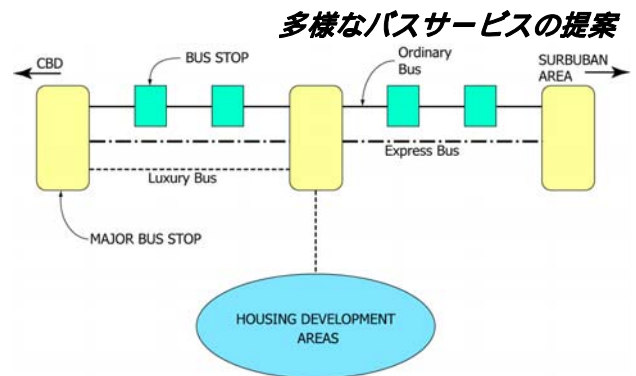 多様なバスサービスの提案
CBD
BUS STOP
Ordinary
Bus
SURBUBAN
AREA
Express Bus
Luxury Bus
MAJOR BUS STOP
HOUSING DEVELOPMENT
AREAS